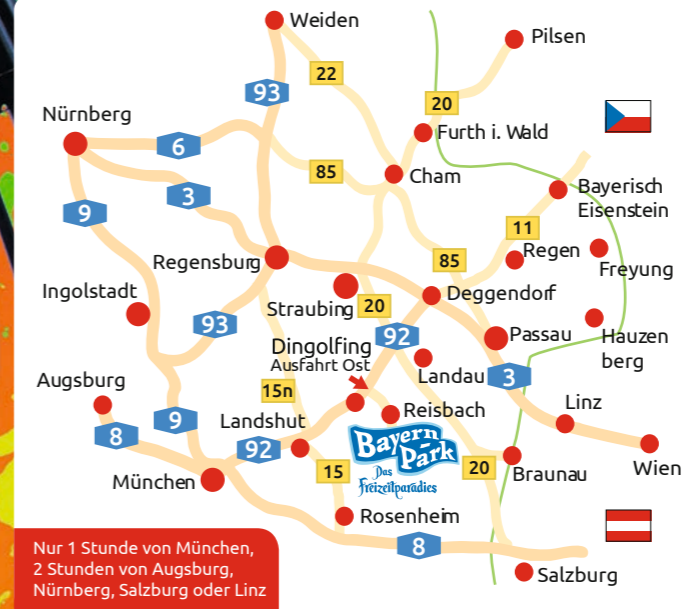 Weiden
Pilsen
22
93
20
Nürnberg
Furth i. Wald
6
85
Cham
3
Bayerisch
Eisenstein
9
11
Regensburg
85
Regen
Freyung
Ingolstadt
Straubing
20
Deggendorf
93
92
Passau
Hauzen
berg
Dingolfing
Ausfahrt Ost
Landau
3
Augsburg
15n
Reisbach
Linz
8
9
Landshut
92
Bayern
Park
Das
Freizeitparadies
15
20
Braunau
Wien
München
Rosenheim
8
Salzburg
Nur 1 Stunde von München,
2 Stunden von Augsburg,
Nürnberg, Salzburg oder Linz